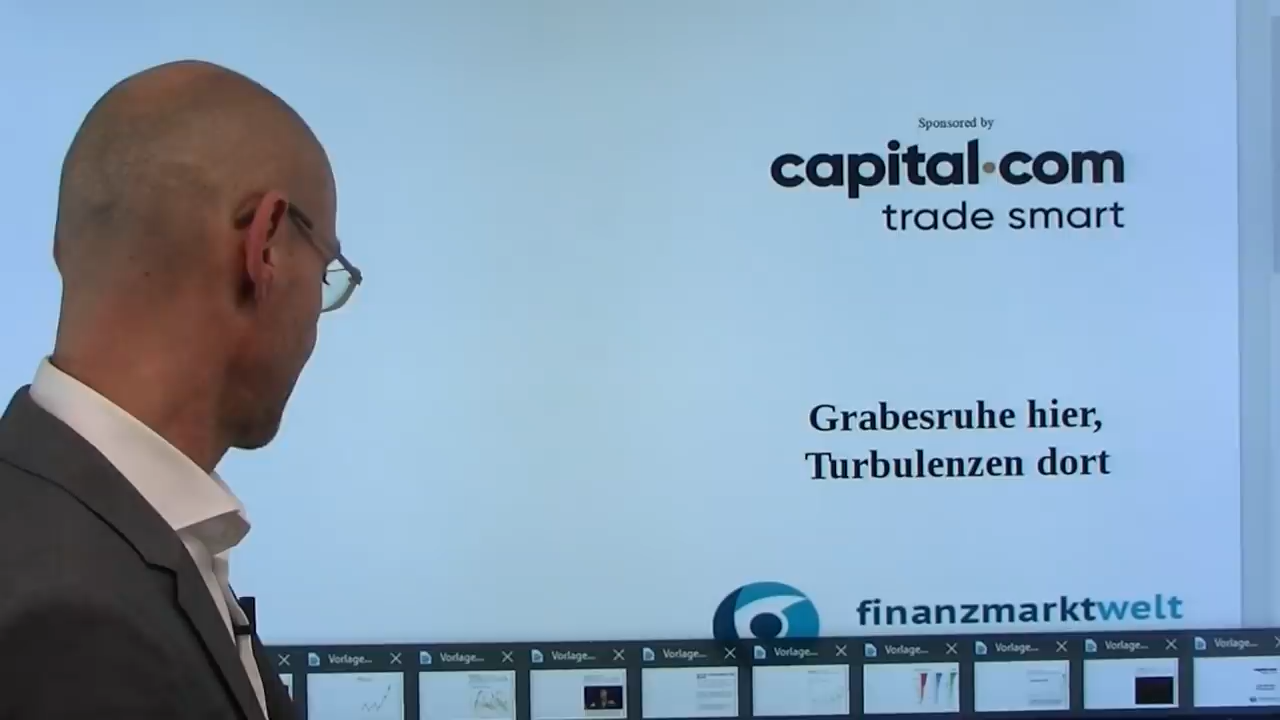 Sponsored by
capital.com
trade smart
Grabesruhe hier,
Turbulenzen dort
finanzmarktwelt
Vorlage...
Vorlage...
Vorlage...
Vorlage...
Vorlage...
Vorlage...
Vorlage...
Vorlage...
Vorlage...